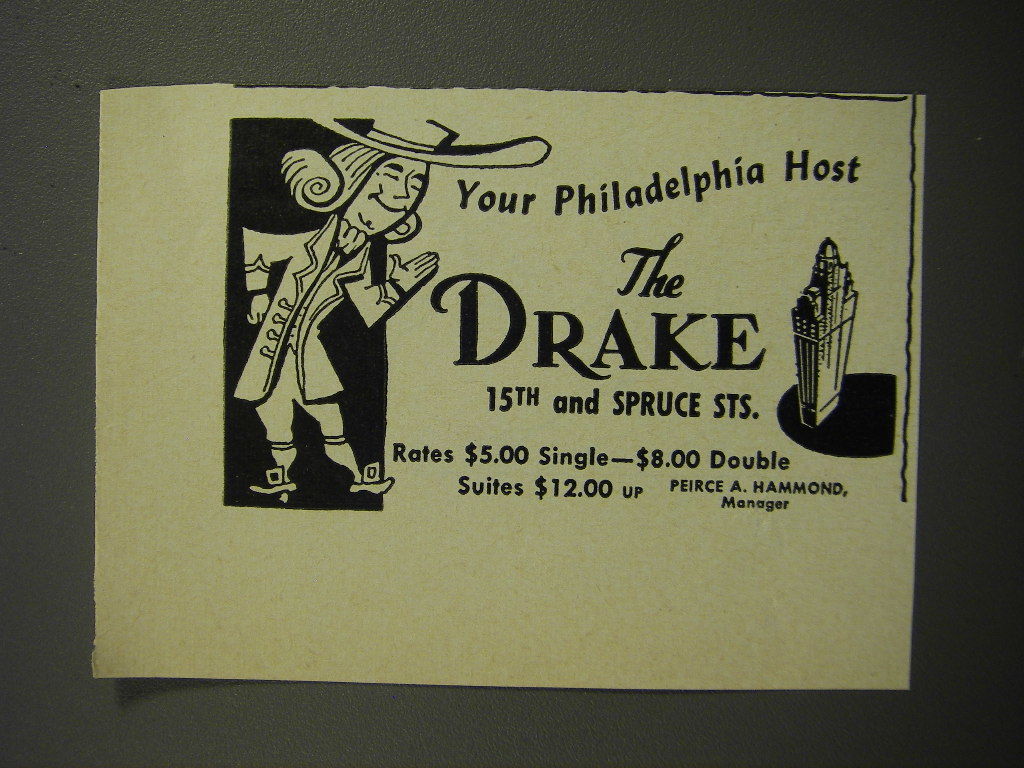 Your Philadelphia Host
The
DRAKE
15TH and SPRUCE STS.
Rates $5.00 Single—$8.00 Double
Suites $12.00 UP PEIRCE A. HAMMOND,
Manager